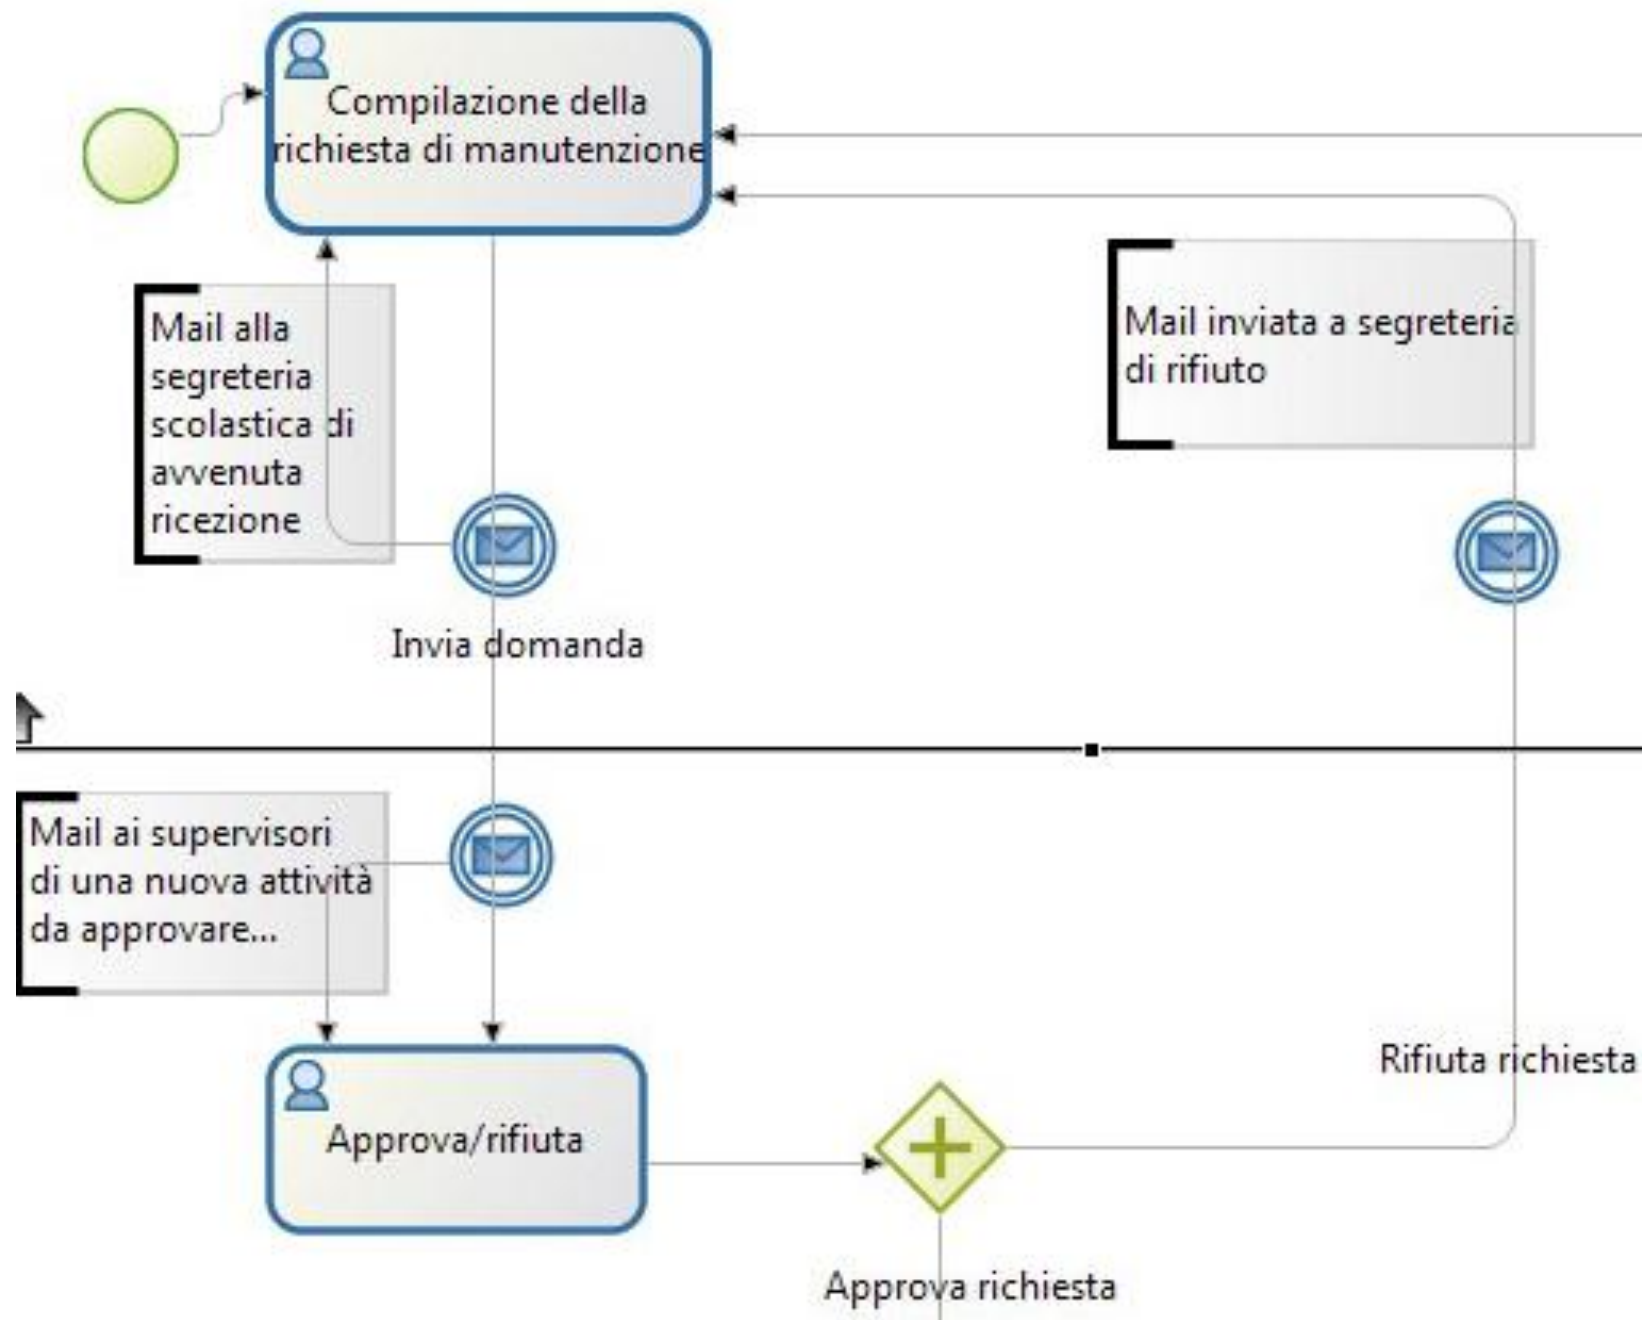 Compilazione della
richiesta di manutenzione
Mail alla
segreteria
scolastica di
avvenuta
ricezione
Mail inviata a segreteria
di rifiuto
Invia domanda
Mail ai supervisori
di una nuova attività
da approvare...
Rifiuta richiesta
Approva/rifiuta
Approva richiesta